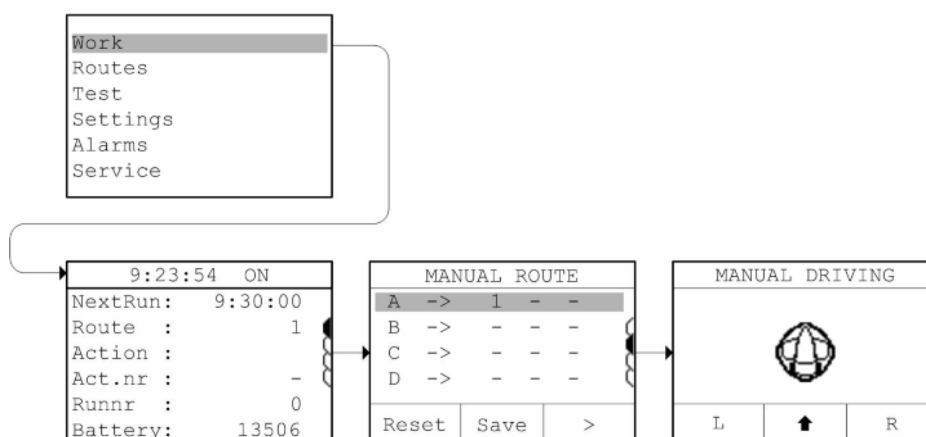 Work
Routes
Test
Settings
Alarms
Service
9:23:54 ON
NextRun: 9:30:00
Route : 1
Action :
Act.nr : -
Runnr : 0
Battery: 13506
MANUAL ROUTE
A -> 1 - -
B -> - - -
C -> - - -
D -> - - -
Reset Save >
MANUAL DRIVING
L ⬆ R